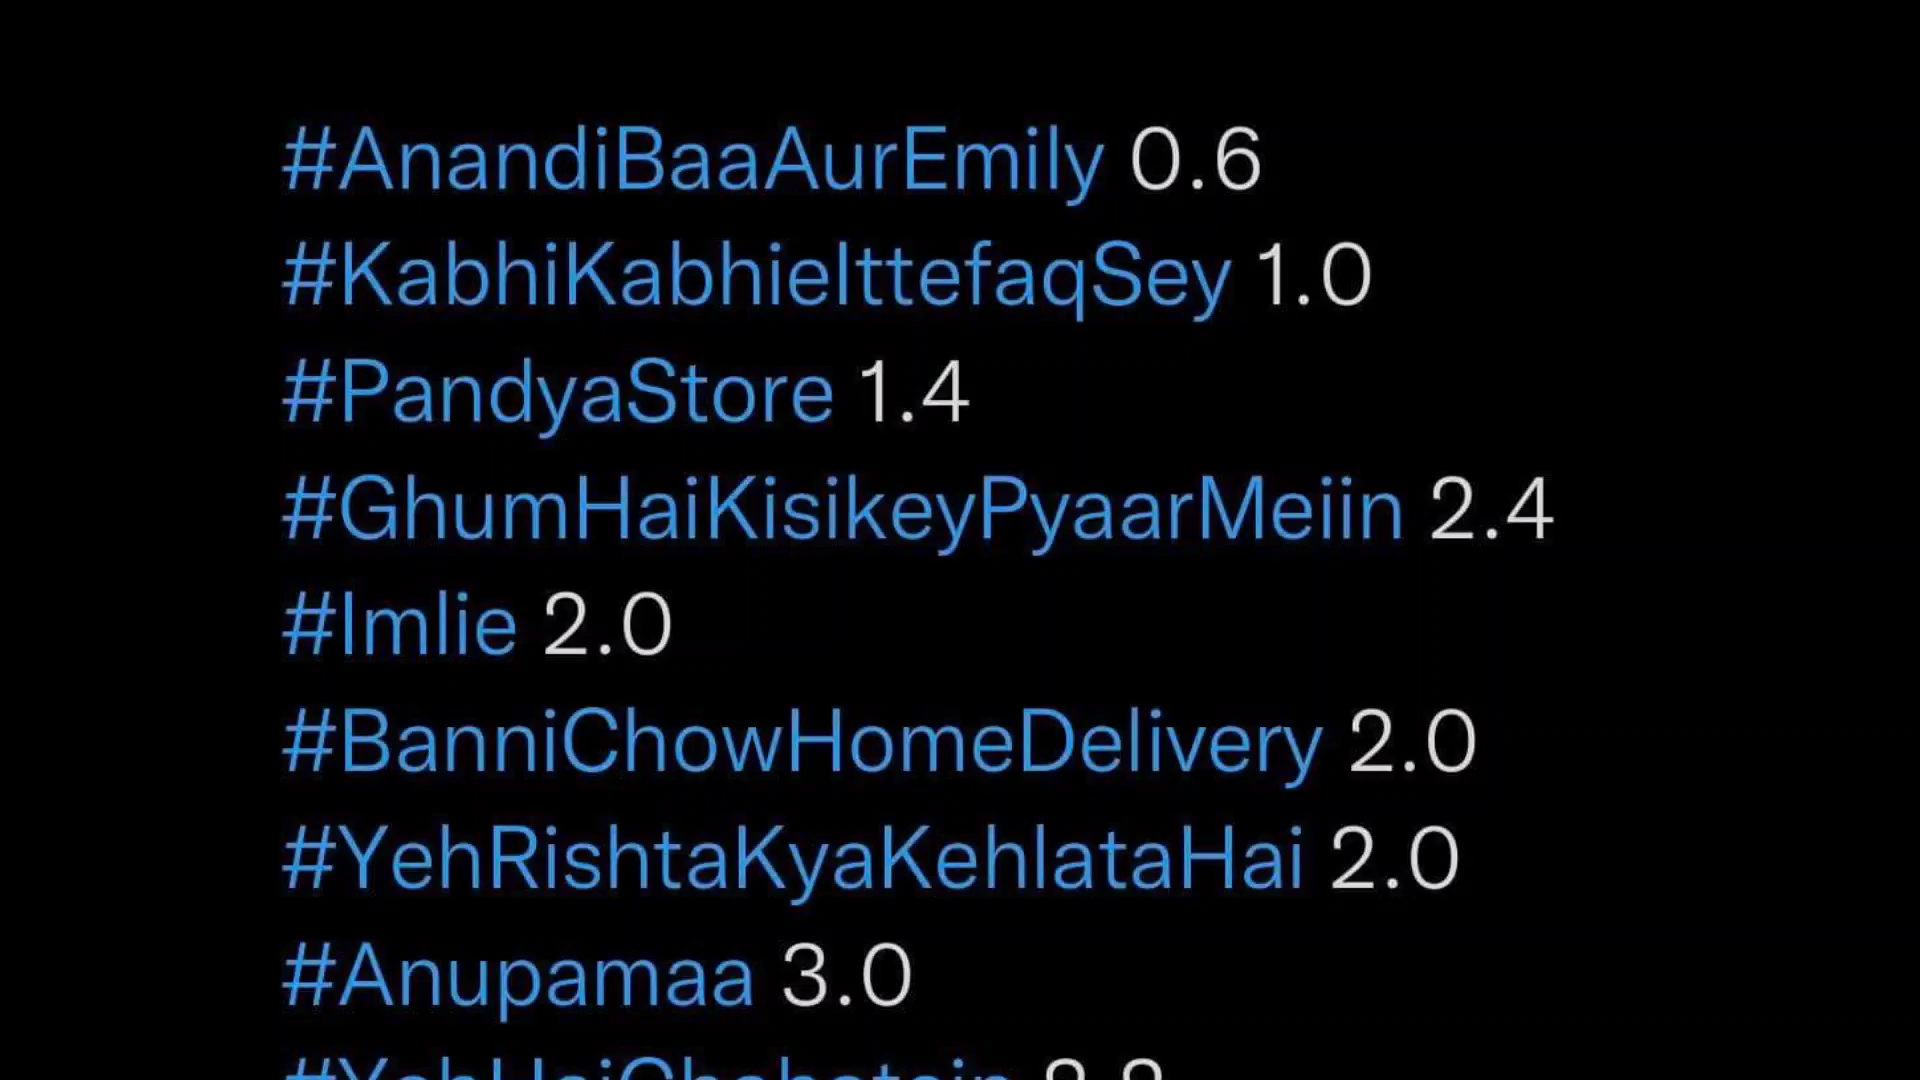 #AnandiBaaAurEmily 0.6
#KabhiKabhieIttefaqSey 1.0
#PandyaStore 1.4
#GhumHaiKisikeyPyaarMeiin 2.4
#Imlie 2.0
#BanniChowHomeDelivery 2.0
#YehRishtaKyaKehlataHai 2.0
#Anupamaa 3.0